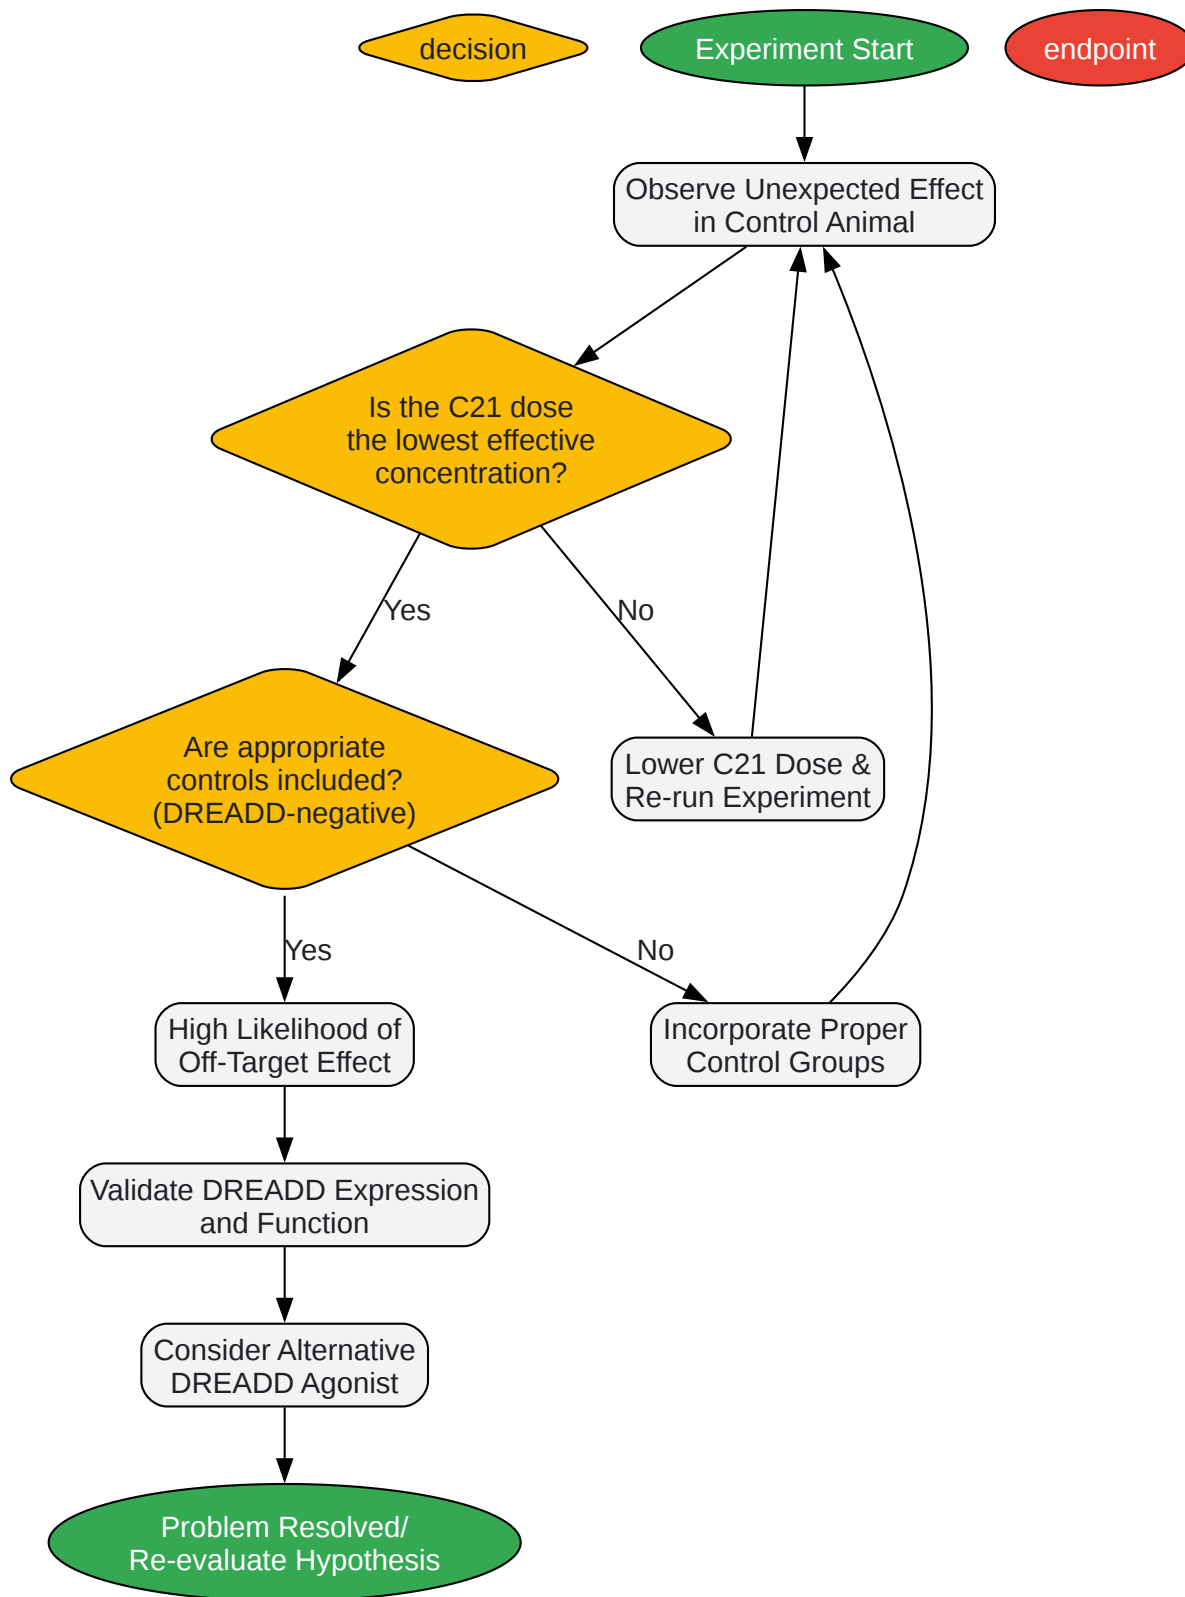 decision
Experiment Start
endpoint
Observe Unexpected Effect
in Control Animal
Is the C21 dose
the lowest effective
concentration?
Yes
No
Are appropriate
controls included?
(DREADD-negative)
Lower C21 Dose &
Re-run Experiment
Yes
No
High Likelihood of
Off-Target Effect
Incorporate Proper
Control Groups
Validate DREADD Expression
and Function
Consider Alternative
DREADD Agonist
Problem Resolved/
Re-evaluate Hypothesis